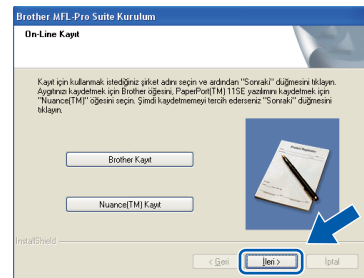 Brother MFL-Pro Suite Kurulum
On-Line Kayıt
Kayıt için kullanmak istediğiniz şirket adını seçin ve ardından "Sonraki" düğmesini tıklayın.
Aygıtınızı kaydetmek için Brother öğesini, PaperPort(TM) 11SE yazılımını kaydetmek için
"Nuance(TM)" öğesini seçin. Şimdi kaydetmemeyi tercih ederseniz "Sonraki" düğmesini
tıklayın.
Brother Kayıt
Nuance(TM) Kayıt
Product Registration
InstallShield
< Geri
İleri >
İptal